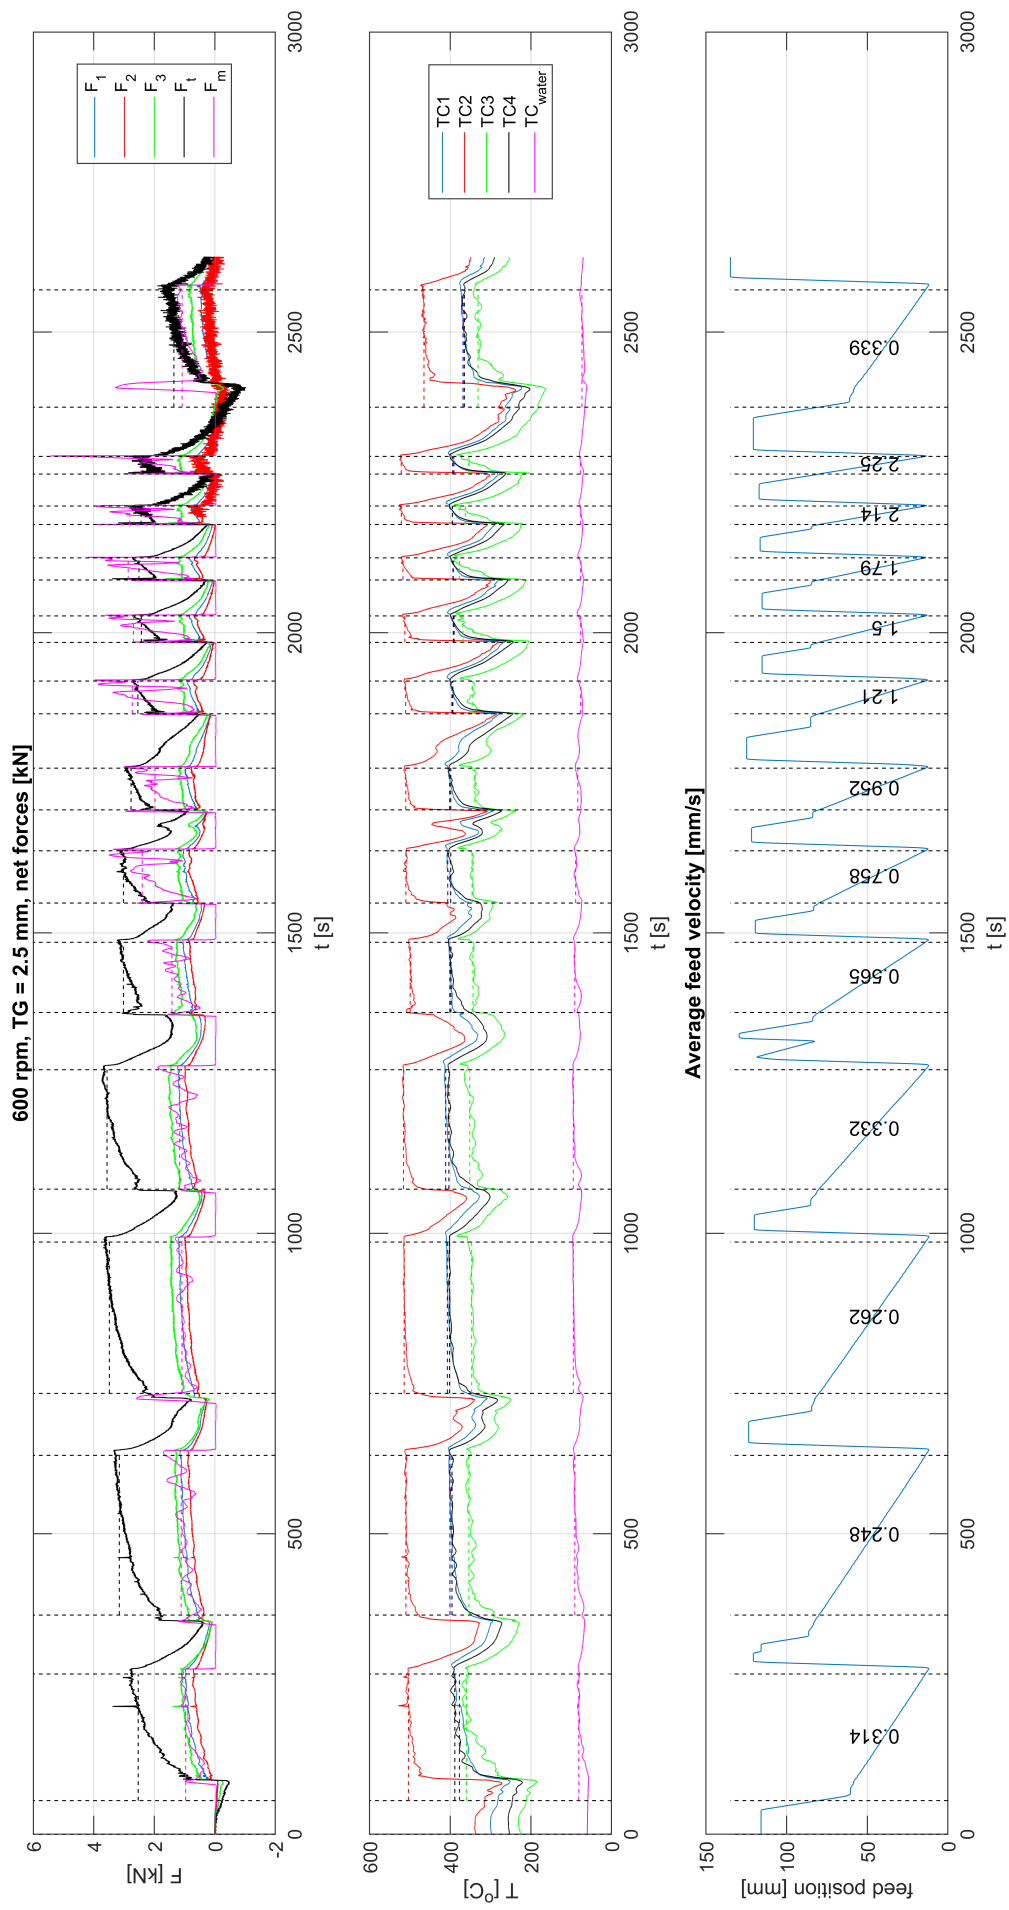 600 rpm, TG = 2.5 mm, net forces [kN]
F [kN]
6
4
2
0
-2
0
500
1000
1500
2000
2500
3000
t [s]
F1
F2
F3
Ft
Fm
T [°C]
600
400
200
0
500
1000
1500
2000
2500
3000
t [s]
TC1
TC2
TC3
TC4
TCwater
Average feed velocity [mm/s]
feed position [mm]
150
100
50
0
0.314
0.248
0.262
0.332
0.565
0.758
0.952
1.21
1.5
1.79
2.14
2.25
0.339
0
500
1000
1500
2000
2500
3000
t [s]